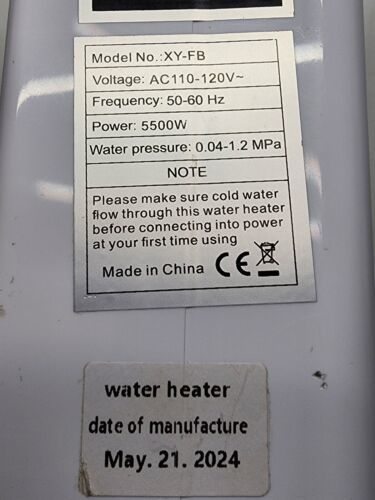 Model No.:XY-FB
Voltage: AC110-120V~
Frequency: 50-60 Hz
Power: 5500W
Water pressure: 0.04-1.2 MPa
NOTE
Please make sure cold water
flow through this water heater
before connecting into power
at your first time using
Made in China CE
water heater
date of manufacture
May. 21. 2024